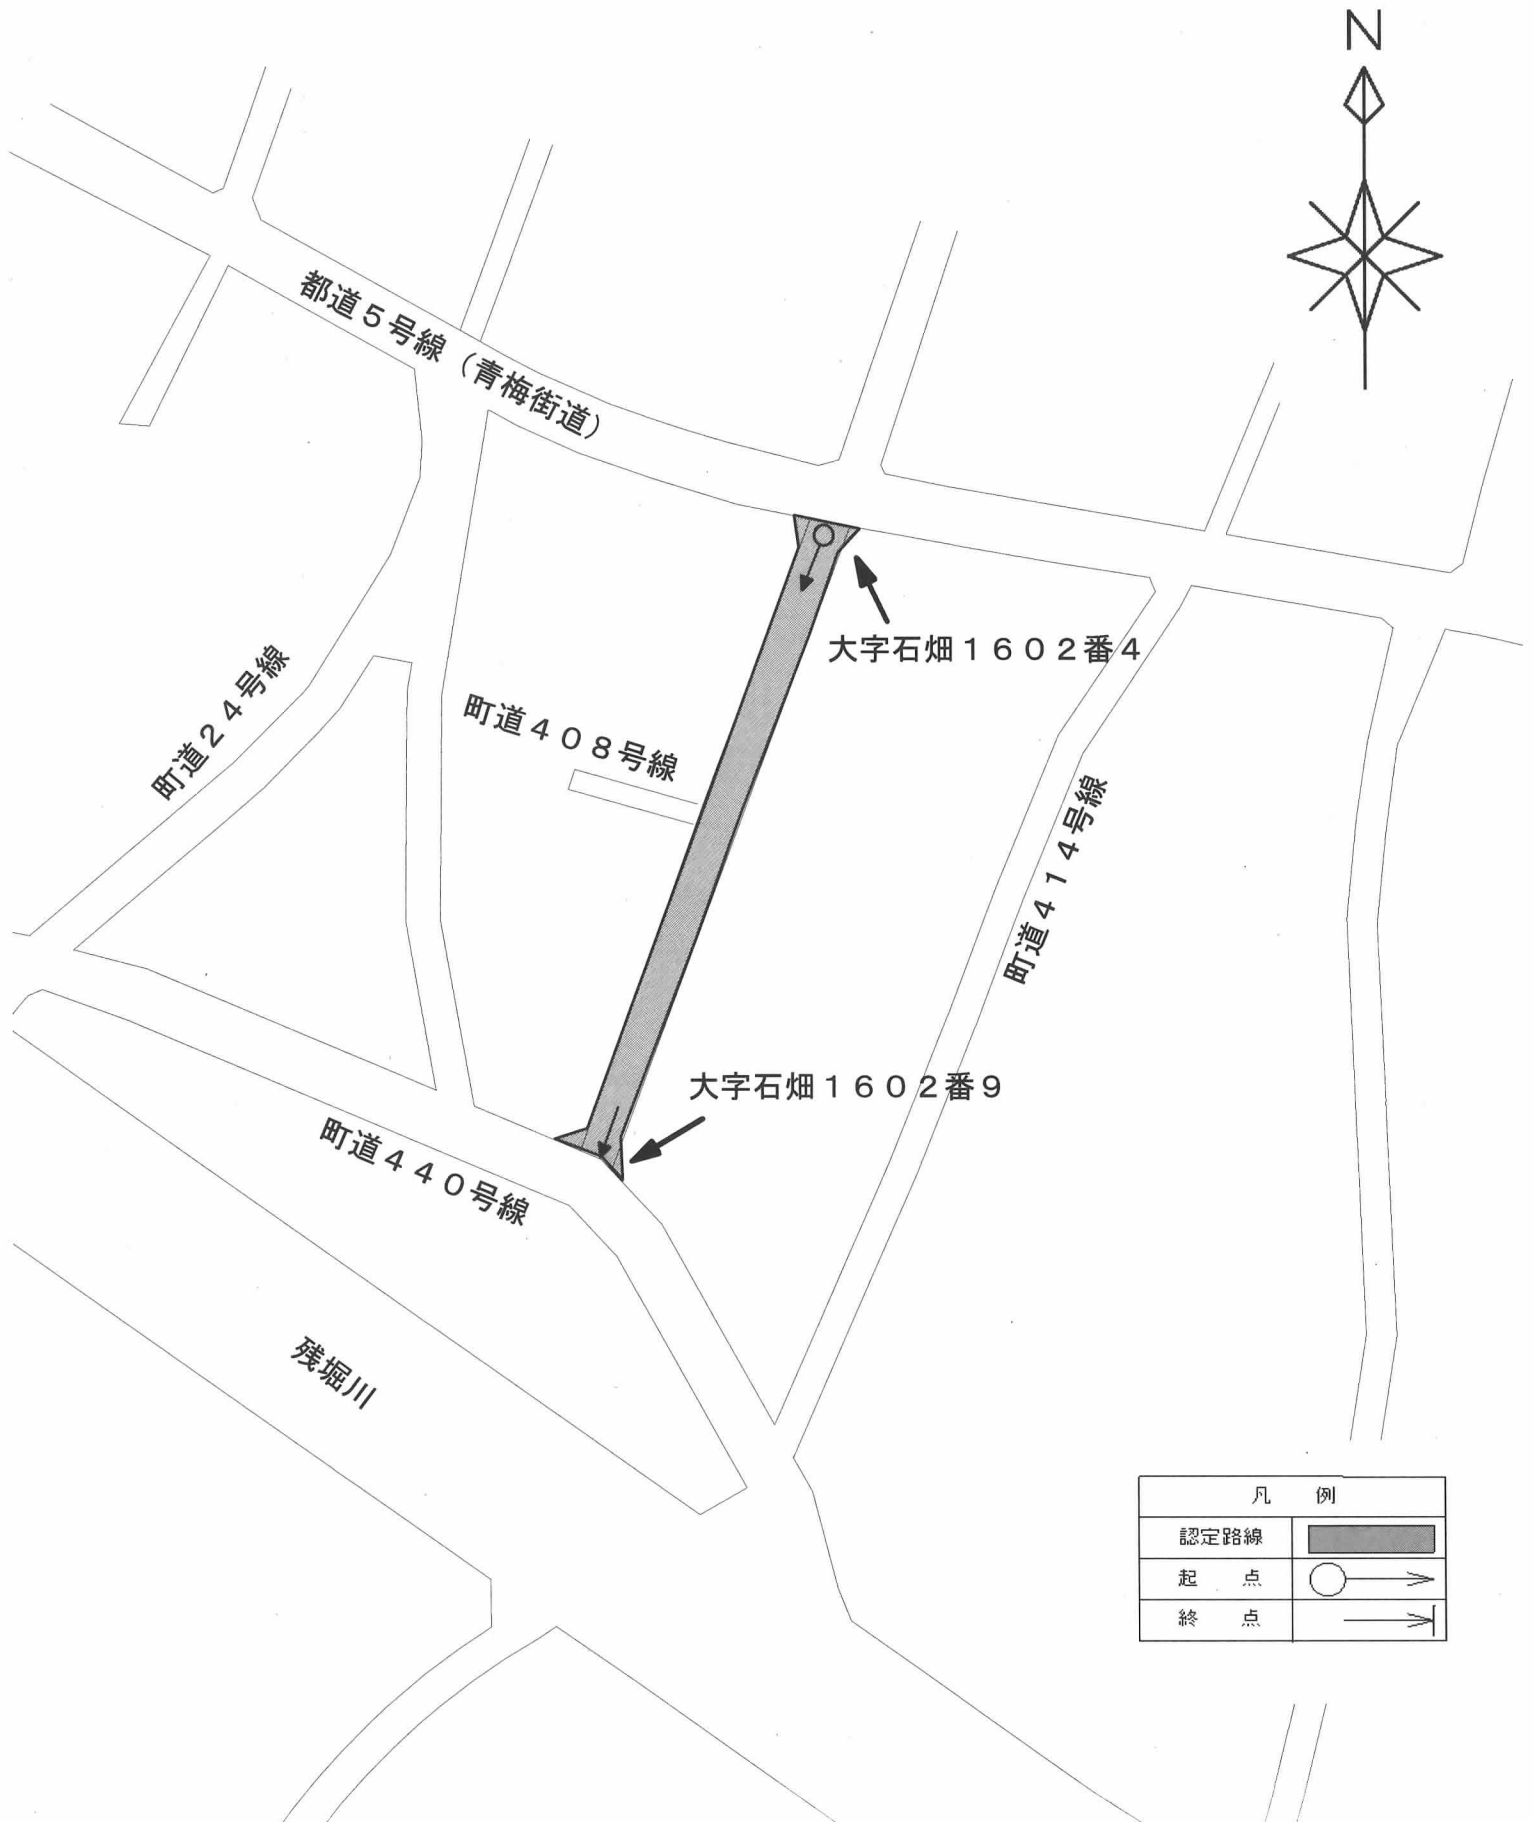 N
都道５号線（青梅街道）
大字石畑１６０２番４
町道２４号線
町道４０８号線
町道４１４号線
大字石畑１６０２番９
町道４４０号線
残堀川
凡　例
認定路線
起　点
終　点